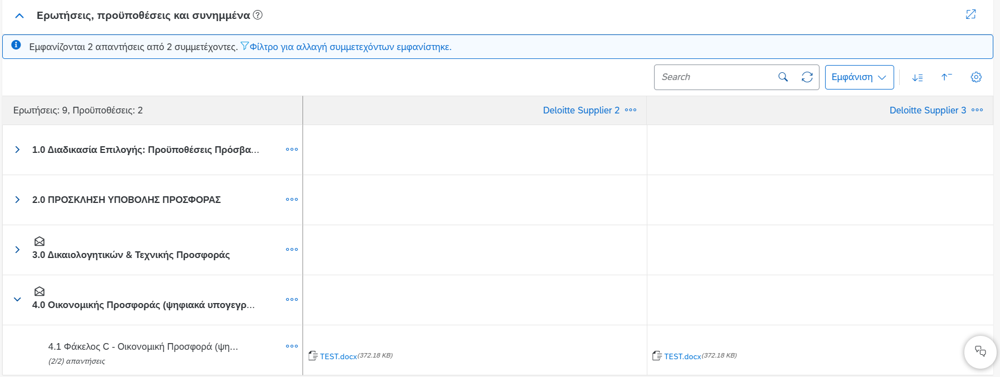 Ερωτήσεις, προϋποθέσεις και συνημμένα
Εμφανίζονται 2 απαντήσεις από 2 συμμετέχοντες. Φίλτρο για αλλαγή συμμετεχόντων εμφανίστηκε.
Search
Εμφάνιση
Ερωτήσεις: 9, Προϋποθέσεις: 2
Deloitte Supplier 2
Deloitte Supplier 3
1.0 Διαδικασία Επιλογής: Προϋποθέσεις Πρόσβα...
2.0 ΠΡΟΣΚΛΗΣΗ ΥΠΟΒΟΛΗΣ ΠΡΟΣΦΟΡΑΣ
3.0 Δικαιολογητικών & Τεχνικής Προσφοράς
4.0 Οικονομικής Προσφοράς (ψηφιακά υπογεγρ...
4.1 Φάκελος C - Οικονομική Προσφορά (ψη...
(2/2) απαντήσεις
TEST.docx(372.18 KB)
TEST.docx(372.18 KB)